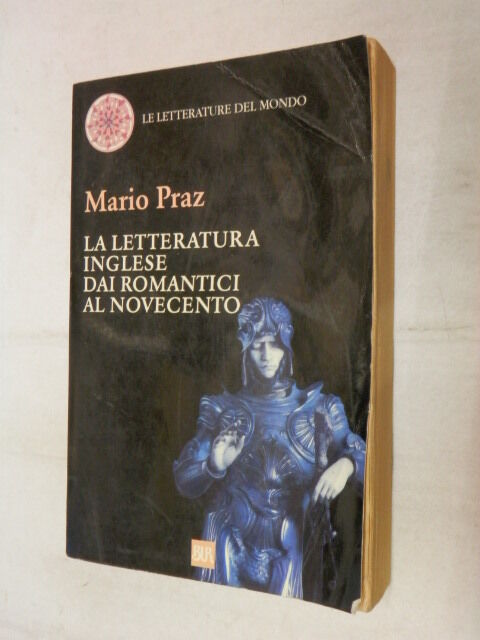 LE LETTERATURE DEL MONDO
Mario Praz
LA LETTERATURA
INGLESE
DAI ROMANTICI
AL NOVECENTO
BUR